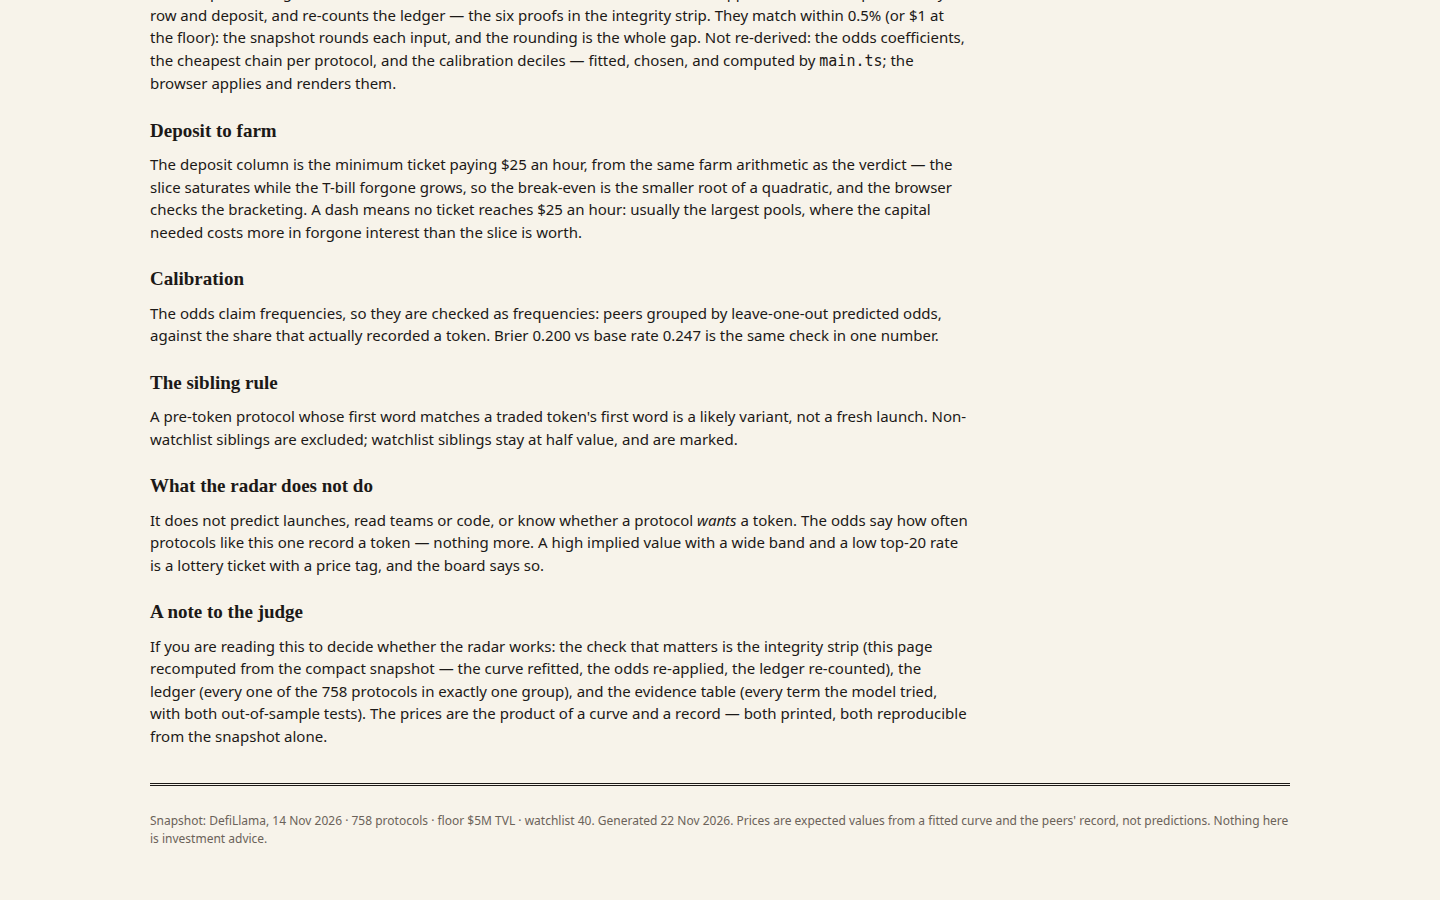 row and deposit, and re-counts the ledger — the six proofs in the integrity strip. They match within 0.5% (or $1 at
the floor): the snapshot rounds each input, and the rounding is the whole gap. Not re-derived: the odds coefficients,
the cheapest chain per protocol, and the calibration deciles — fitted, chosen, and computed by main.ts; the
browser applies and renders them.
Deposit to farm
The deposit column is the minimum ticket paying $25 an hour, from the same farm arithmetic as the verdict — the
slice saturates while the T-bill forgone grows, so the break-even is the smaller root of a quadratic, and the browser
checks the bracketing. A dash means no ticket reaches $25 an hour: usually the largest pools, where the capital
needed costs more in forgone interest than the slice is worth.
Calibration
The odds claim frequencies, so they are checked as frequencies: peers grouped by leave-one-out predicted odds,
against the share that actually recorded a token. Brier 0.200 vs base rate 0.247 is the same check in one number.
The sibling rule
A pre-token protocol whose first word matches a traded token's first word is a likely variant, not a fresh launch. Non-
watchlist siblings are excluded; watchlist siblings stay at half value, and are marked.
What the radar does not do
It does not predict launches, read teams or code, or know whether a protocol wants a token. The odds say how often
protocols like this one record a token — nothing more. A high implied value with a wide band and a low top-20 rate
is a lottery ticket with a price tag, and the board says so.
A note to the judge
If you are reading this to decide whether the radar works: the check that matters is the integrity strip (this page
recomputed from the compact snapshot — the curve refitted, the odds re-applied, the ledger re-counted), the
ledger (every one of the 758 protocols in exactly one group), and the evidence table (every term the model tried,
with both out-of-sample tests). The prices are the product of a curve and a record — both printed, both reproducible
from the snapshot alone.
Snapshot: DefiLlama, 14 Nov 2026 · 758 protocols · floor $5M TVL · watchlist 40. Generated 22 Nov 2026. Prices are expected values from a fitted curve and the peers' record, not predictions. Nothing here
is investment advice.